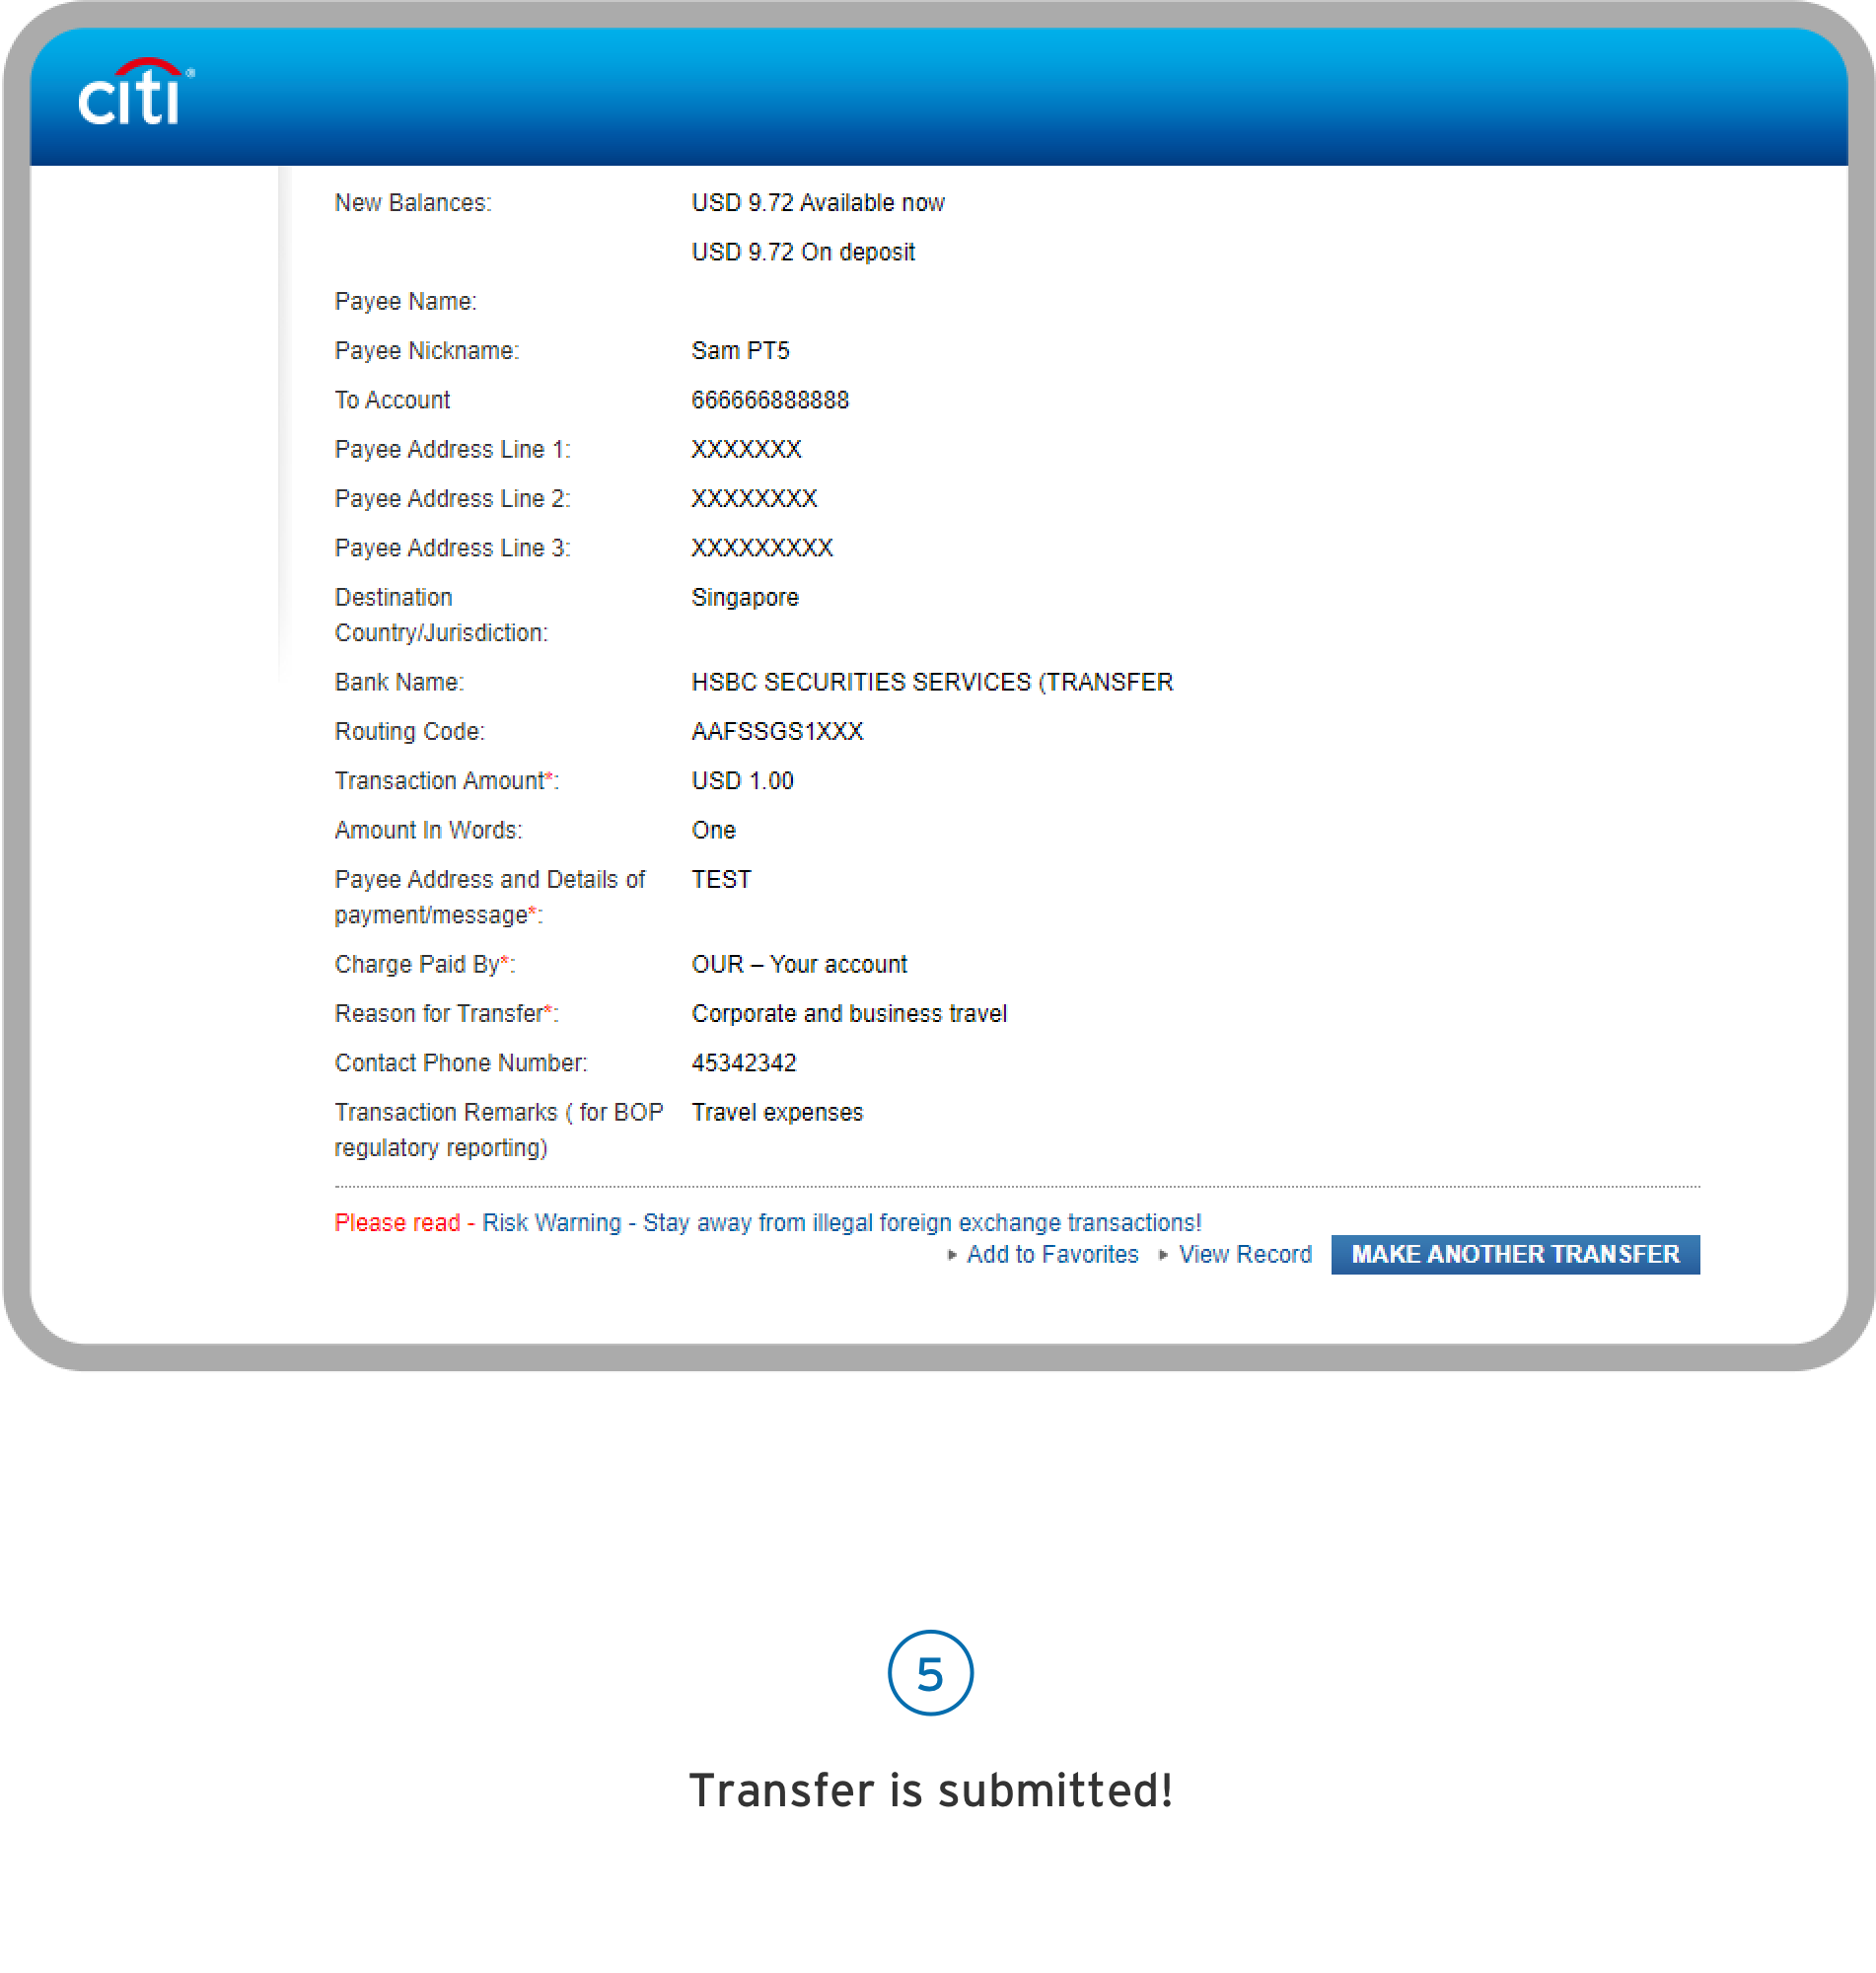 citi®
New Balances: USD 9.72 Available now
USD 9.72 On deposit
Payee Name:
Payee Nickname: Sam PT5
To Account 666666888888
Payee Address Line 1: XXXXXXX
Payee Address Line 2: XXXXXXXX
Payee Address Line 3: XXXXXXXXX
Destination Singapore
Country/Jurisdiction:
Bank Name: HSBC SECURITIES SERVICES (TRANSFER
Routing Code: AAFSSGS1XXX
Transaction Amount*: USD 1.00
Amount In Words: One
Payee Address and Details of TEST
payment/message*:
Charge Paid By*: OUR – Your account
Reason for Transfer*: Corporate and business travel
Contact Phone Number: 45342342
Transaction Remarks ( for BOP Travel expenses
regulatory reporting)
Please read - Risk Warning - Stay away from illegal foreign exchange transactions!
Add to Favorites View Record MAKE ANOTHER TRANSFER
5
Transfer is submitted!